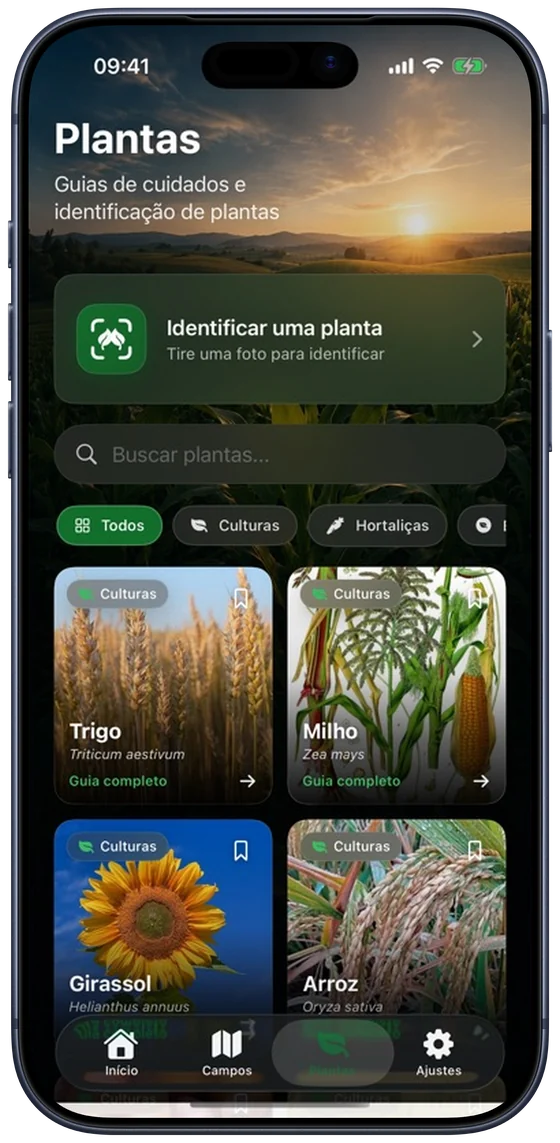 09:41
Plantas
Guias de cuidados e
identificação de plantas
Identificar uma planta
Tire uma foto para identificar
Buscar plantas...
Todos
Culturas
Hortaliças
Culturas
Culturas
Trigo
Triticum aestivum
Guia completo
Milho
Zea mays
Guia completo
Culturas
Culturas
Girassol
Helianthus annuus
Arroz
Oryza sativa
Início
Campos
Ajustes
Culturas
Culturas